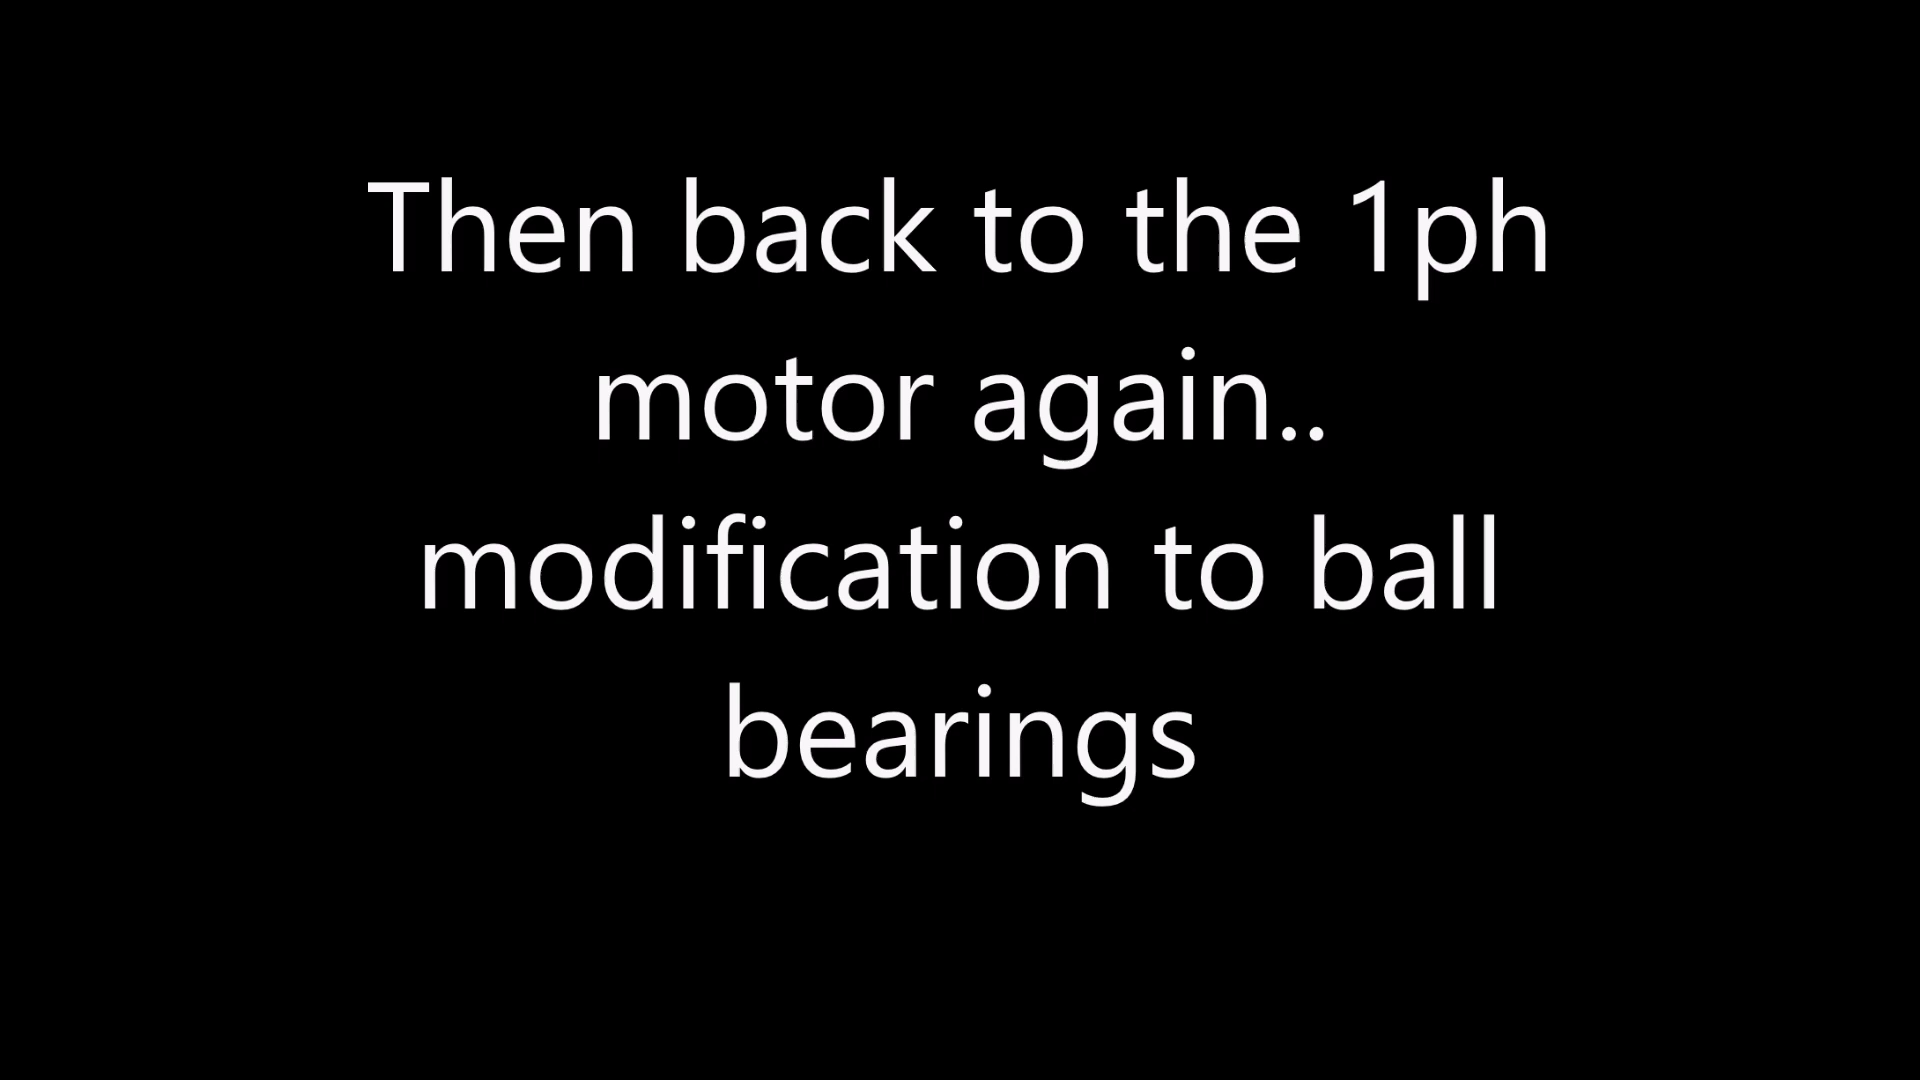 Then back to the 1ph
motor again..
modification to ball
bearings